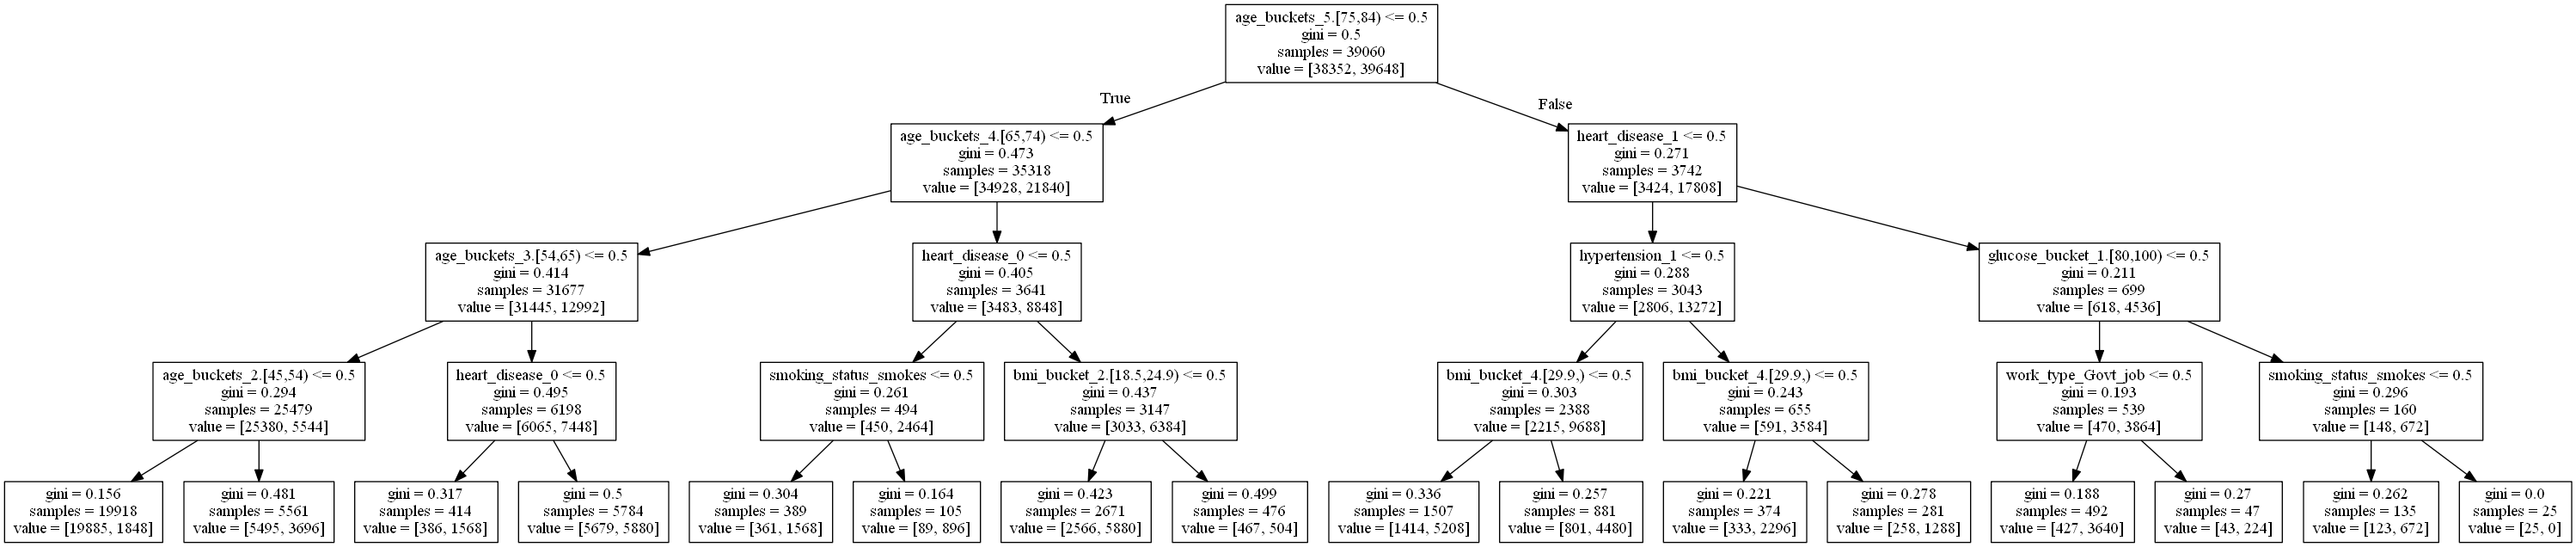 age_buckets_5.[75,84) <= 0.5
gini = 0.5
samples = 39060
value = [38352, 39648]
True
False
age_buckets_4.[65,74) <= 0.5
gini = 0.473
samples = 35318
value = [34928, 21840]
heart_disease_1 <= 0.5
gini = 0.271
samples = 3742
value = [3424, 17808]
age_buckets_3.[54,65) <= 0.5
gini = 0.414
samples = 31677
value = [31445, 12992]
heart_disease_0 <= 0.5
gini = 0.405
samples = 3641
value = [3483, 8848]
hypertension_1 <= 0.5
gini = 0.288
samples = 3043
value = [2806, 13272]
glucose_bucket_1.[80,100) <= 0.5
gini = 0.211
samples = 699
value = [618, 4536]
age_buckets_2.[45,54) <= 0.5
gini = 0.294
samples = 25479
value = [25380, 5544]
heart_disease_0 <= 0.5
gini = 0.495
samples = 6198
value = [6065, 7448]
smoking_status_smokes <= 0.5
gini = 0.261
samples = 494
value = [450, 2464]
bmi_bucket_2.[18.5,24.9) <= 0.5
gini = 0.437
samples = 3147
value = [3033, 6384]
bmi_bucket_4.[29.9,) <= 0.5
gini = 0.303
samples = 2388
value = [2215, 9688]
bmi_bucket_4.[29.9,) <= 0.5
gini = 0.243
samples = 655
value = [591, 3584]
work_type_Govt_job <= 0.5
gini = 0.193
samples = 539
value = [470, 3864]
smoking_status_smokes <= 0.5
gini = 0.296
samples = 160
value = [148, 672]
gini = 0.156
samples = 19918
value = [19885, 1848]
gini = 0.481
samples = 5561
value = [5495, 3696]
gini = 0.317
samples = 414
value = [386, 1568]
gini = 0.5
samples = 5784
value = [5679, 5880]
gini = 0.304
samples = 389
value = [361, 1568]
gini = 0.164
samples = 105
value = [89, 896]
gini = 0.423
samples = 2671
value = [2566, 5880]
gini = 0.499
samples = 476
value = [467, 504]
gini = 0.336
samples = 1507
value = [1414, 5208]
gini = 0.257
samples = 881
value = [801, 4480]
gini = 0.221
samples = 374
value = [333, 2296]
gini = 0.278
samples = 281
value = [258, 1288]
gini = 0.188
samples = 492
value = [427, 3640]
gini = 0.27
samples = 47
value = [43, 224]
gini = 0.262
samples = 135
value = [123, 672]
gini = 0.0
samples = 25
value = [25, 0]